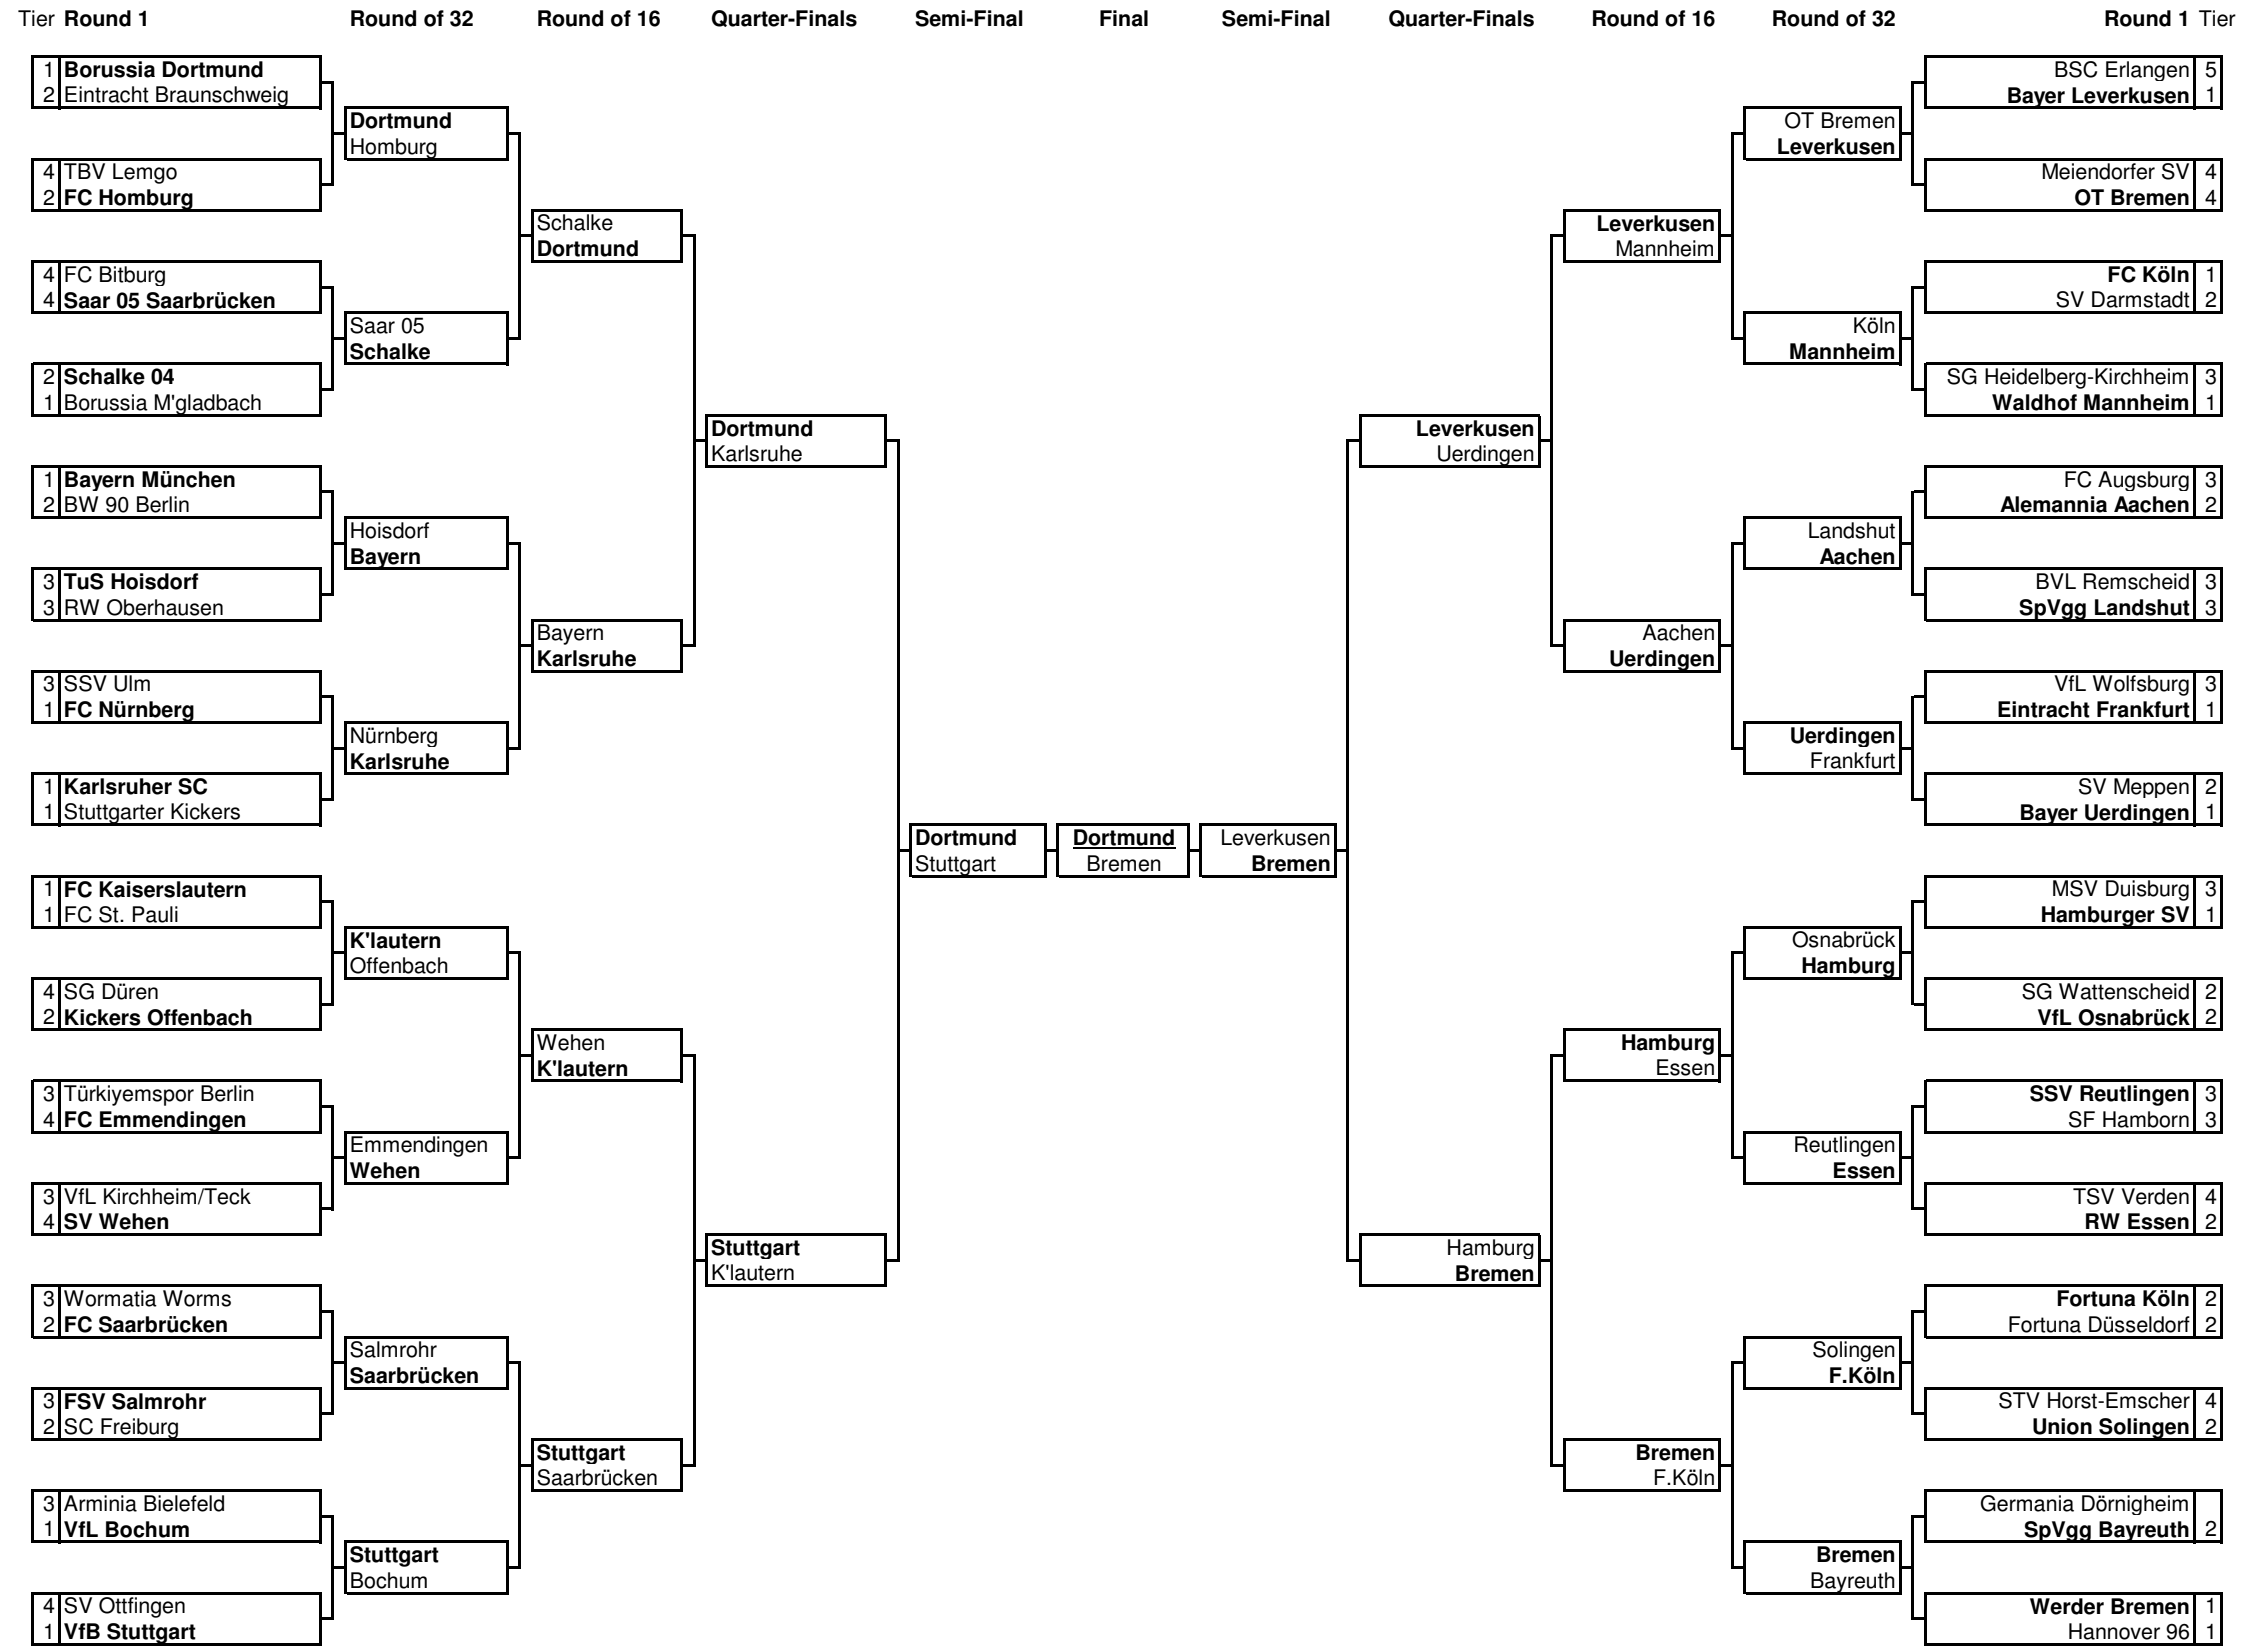 Tier Round 1 Round of 32 Round of 16 Quarter-Finals Semi-Final Final Semi-Final Quarter-Finals Round of 16 Round of 32 Round 1 Tier
1 Borussia Dortmund
2 Eintracht Braunschweig
4 TBV Lemgo
2 FC Homburg
4 FC Bitburg
4 Saar 05 Saarbrücken
2 Schalke 04
1 Borussia M'gladbach
1 Bayern München
2 BW 90 Berlin
3 TuS Hoisdorf
3 RW Oberhausen
3 SSV Ulm
1 FC Nürnberg
1 Karlsruher SC
1 Stuttgarter Kickers
1 FC Kaiserslautern
1 FC St. Pauli
4 SG Düren
2 Kickers Offenbach
3 Türkiyemspor Berlin
4 FC Emmendingen
3 VfL Kirchheim/Teck
4 SV Wehen
3 Wormatia Worms
2 FC Saarbrücken
3 FSV Salmrohr
2 SC Freiburg
3 Arminia Bielefeld
1 VfL Bochum
4 SV Ottfingen
1 VfB Stuttgart
Dortmund
Homburg
Saar 05
Schalke
Hoisdorf
Bayern
Nürnberg
Karlsruhe
K'lautern
Offenbach
Emmendingen
Wehen
Salmrohr
Saarbrücken
Stuttgart
Bochum
Schalke
Dortmund
Bayern
Karlsruhe
Wehen
K'lautern
Stuttgart
Saarbrücken
Dortmund
Karlsruhe
Stuttgart
K'lautern
Dortmund
Stuttgart
Dortmund
Bremen
Leverkusen
Bremen
Leverkusen
Uerdingen
Hamburg
Bremen
Leverkusen
Mannheim
Aachen
Uerdingen
Hamburg
Essen
Bremen
F.Köln
OT Bremen
Leverkusen
Köln
Mannheim
Landshut
Aachen
Uerdingen
Frankfurt
Osnabrück
Hamburg
Reutlingen
Essen
Solingen
F.Köln
Bremen
Bayreuth
BSC Erlangen 5
Bayer Leverkusen 1
Meiendorfer SV 4
OT Bremen 4
FC Köln 1
SV Darmstadt 2
SG Heidelberg-Kirchheim 3
Waldhof Mannheim 1
FC Augsburg 3
Alemannia Aachen 2
BVL Remscheid 3
SpVgg Landshut 3
VfL Wolfsburg 3
Eintracht Frankfurt 1
SV Meppen 2
Bayer Uerdingen 1
MSV Duisburg 3
Hamburger SV 1
SG Wattenscheid 2
VfL Osnabrück 2
SSV Reutlingen 3
SF Hamborn 3
TSV Verden 4
RW Essen 2
Fortuna Köln 2
Fortuna Düsseldorf 2
STV Horst-Emscher 4
Union Solingen 2
Germania Dörnigheim
SpVgg Bayreuth 2
Werder Bremen 1
Hannover 96 1